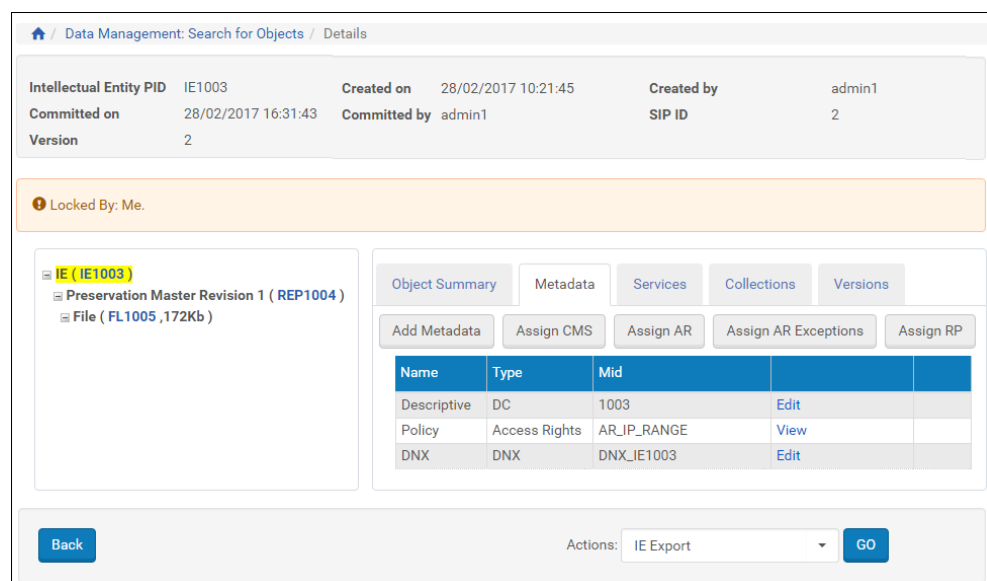 / Data Management: Search for Objects / Details
Intellectual Entity PID IE1003 Created on 28/02/2017 10:21:45 Created by admin1
Committed on 28/02/2017 16:31:43 Committed by admin1 SIP ID 2
Version 2
Locked By: Me.
IE ( IE1003 )
Preservation Master Revision 1 ( REP1004 )
File ( FL1005 ,172Kb )
Object Summary Metadata Services Collections Versions
Add Metadata Assign CMS Assign AR Assign AR Exceptions Assign RP
Name Type Mid
Descriptive DC 1003 Edit
Policy Access Rights AR_IP_RANGE View
DNX DNX DNX_IE1003 Edit
Back Actions: IE Export GO